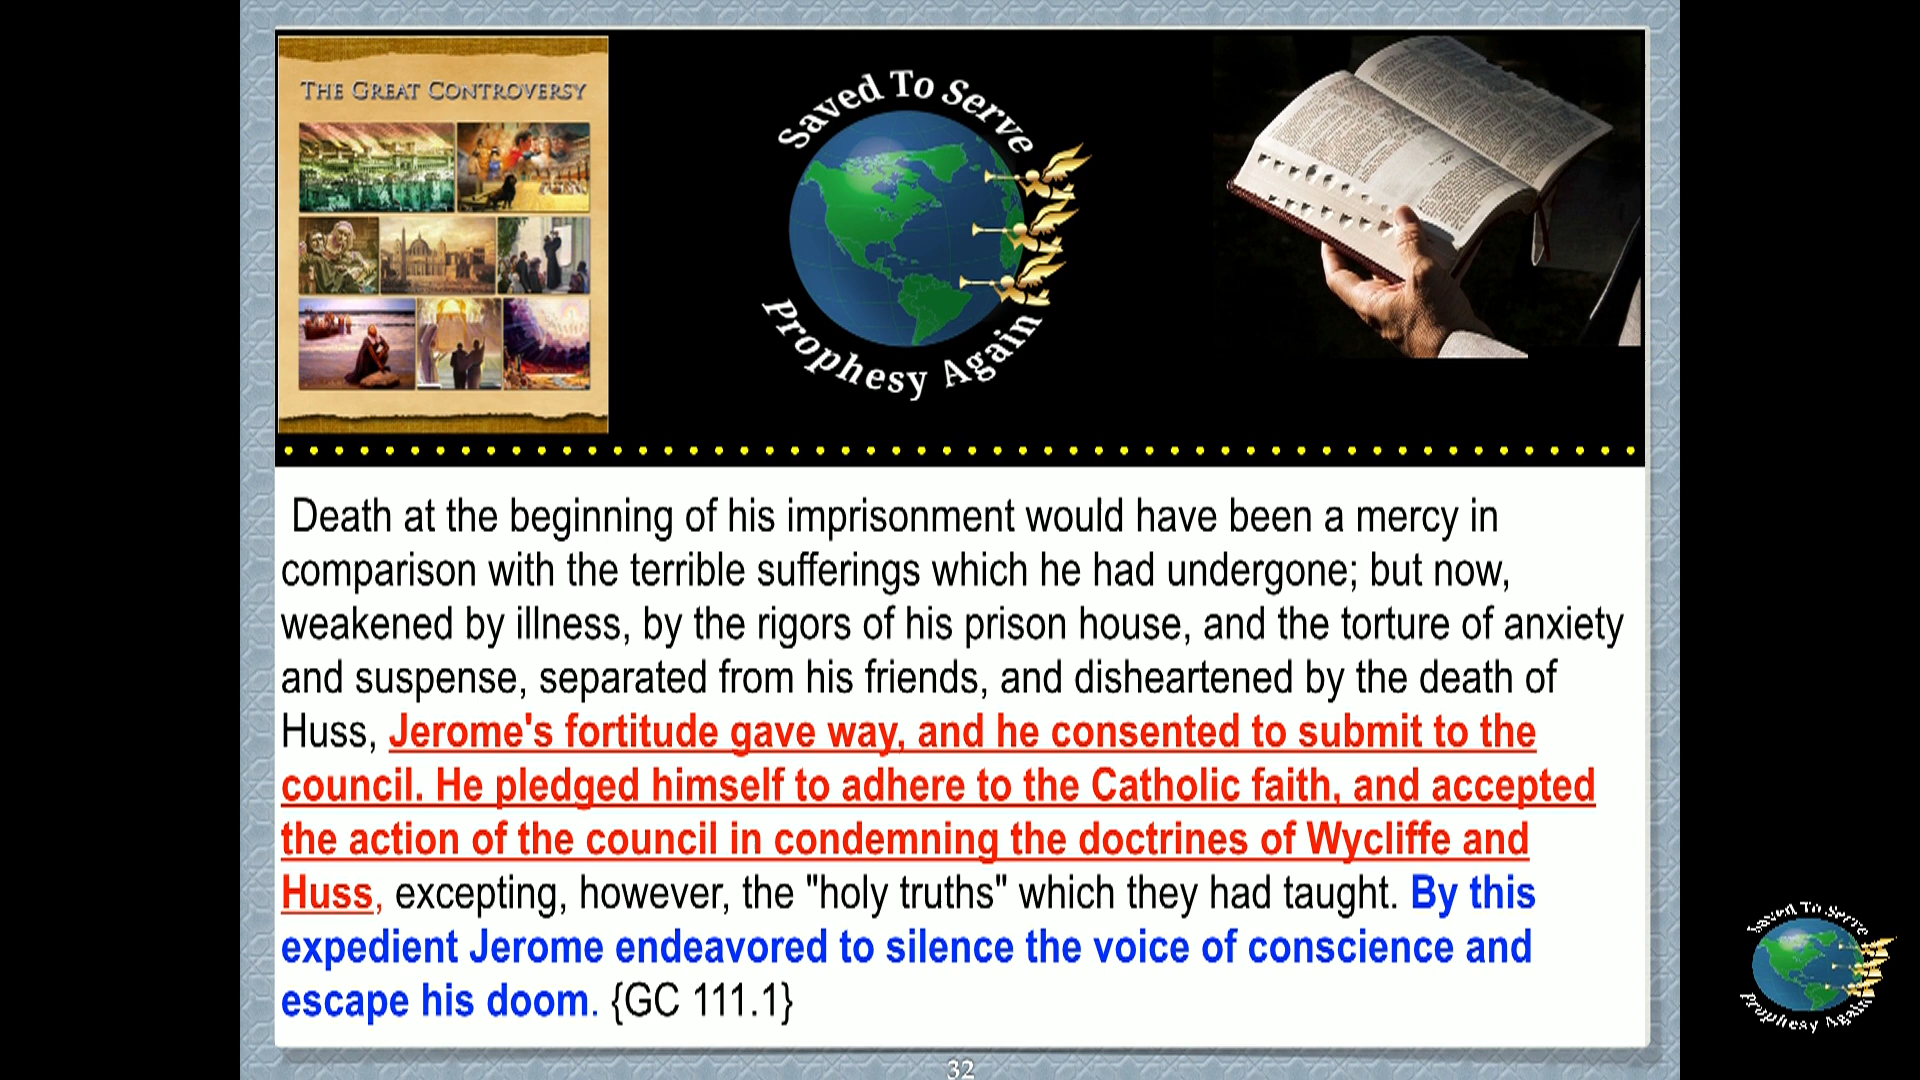 THE GREAT CONTROVERSY
Saved To Serve
Prophesy Again
Death at the beginning of his imprisonment would have been a mercy in
comparison with the terrible sufferings which he had undergone; but now,
weakened by illness, by the rigors of his prison house, and the torture of anxiety
and suspense, separated from his friends, and disheartened by the death of
Huss, Jerome's fortitude gave way, and he consented to submit to the
council. He pledged himself to adhere to the Catholic faith, and accepted
the action of the council in condemning the doctrines of Wycliffe and
Huss, excepting, however, the "holy truths" which they had taught. By this
expedient Jerome endeavored to silence the voice of conscience and
escape his doom. {GC 111.1}
32
Saved To Serve
Prophesy Again